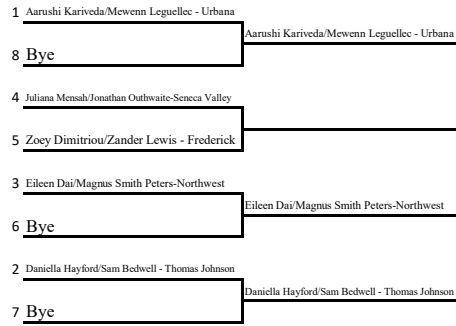 1 Aarushi Kariveda/Mewenn Leguellec - Urbana
Aarushi Kariveda/Mewenn Leguellec - Urbana
8 Bye
4 Juliana Mensah/Jonathan Outhwaite-Seneca Valley
5 Zoey Dimitriou/Zander Lewis - Frederick
3 Eileen Dai/Magnus Smith Peters-Northwest
Eileen Dai/Magnus Smith Peters-Northwest
6 Bye
2 Daniella Hayford/Sam Bedwell - Thomas Johnson
Daniella Hayford/Sam Bedwell - Thomas Johnson
7 Bye